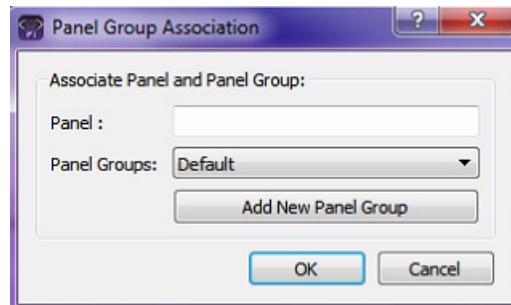 Panel Group Association
?
X
Associate Panel and Panel Group:
Panel :
Panel Groups: Default
Add New Panel Group
OK Cancel